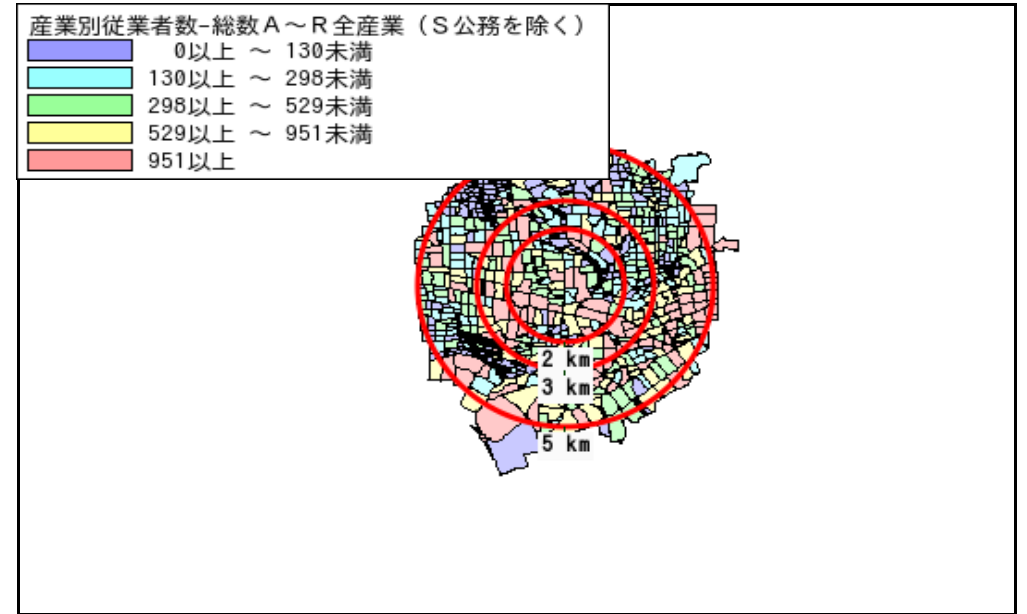 産業別従業者数-総数A～R全産業（S公務を除く）
0以上 ～ 130未満
130以上 ～ 298未満
298以上 ～ 529未満
529以上 ～ 951未満
951以上
2 km
3 km
5 km